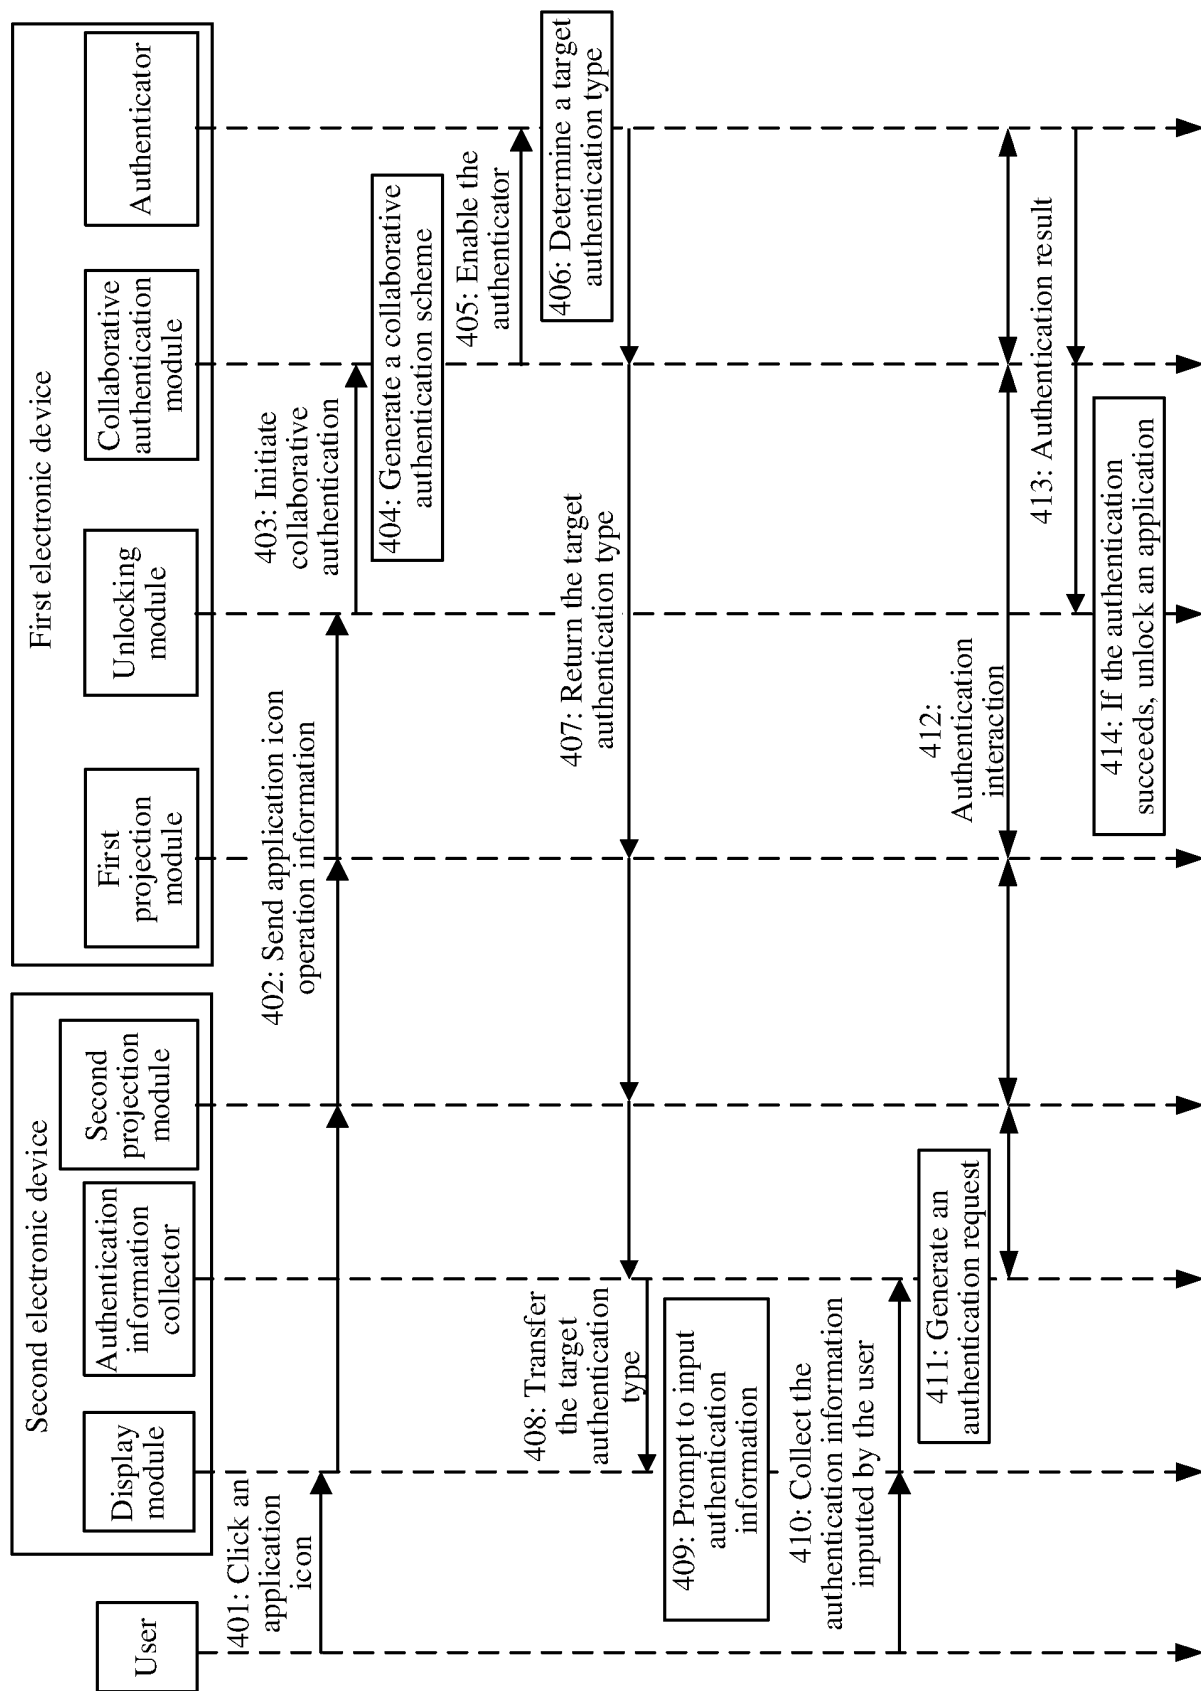 Second electronic device
First electronic device
User
Display
module
Authentication
information
collector
Second
projection
module
First
projection
module
Unlocking
module
Collaborative
authentication
module
Authenticator
401: Click an
application
icon
402: Send application icon
operation information
403: Initiate
collaborative
authentication
404: Generate a collaborative
authentication scheme
405: Enable the
authenticator
406: Determine a target
authentication type
407: Return the target
authentication type
408: Transfer
the target
authentication
type
409: Prompt to input
authentication
information
410: Collect the
authentication information
inputted by the user
411: Generate an
authentication request
412:
Authentication
interaction
413: Authentication result
414: If the authentication
succeeds, unlock an application